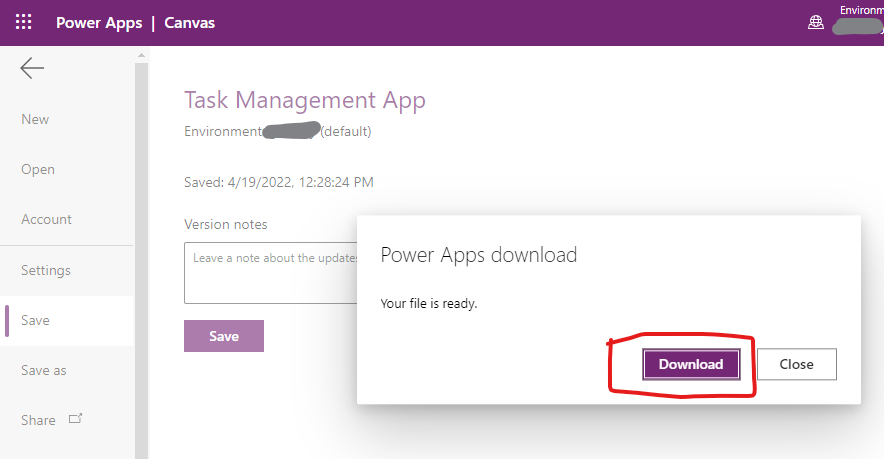 Power Apps | Canvas
Environm
New
Open
Account
Settings
Save
Save as
Share
Task Management App
Environment (default)
Saved: 4/19/2022, 12:28:24 PM
Version notes
Leave a note about the update
Save
Power Apps download
Your file is ready.
Download
Close